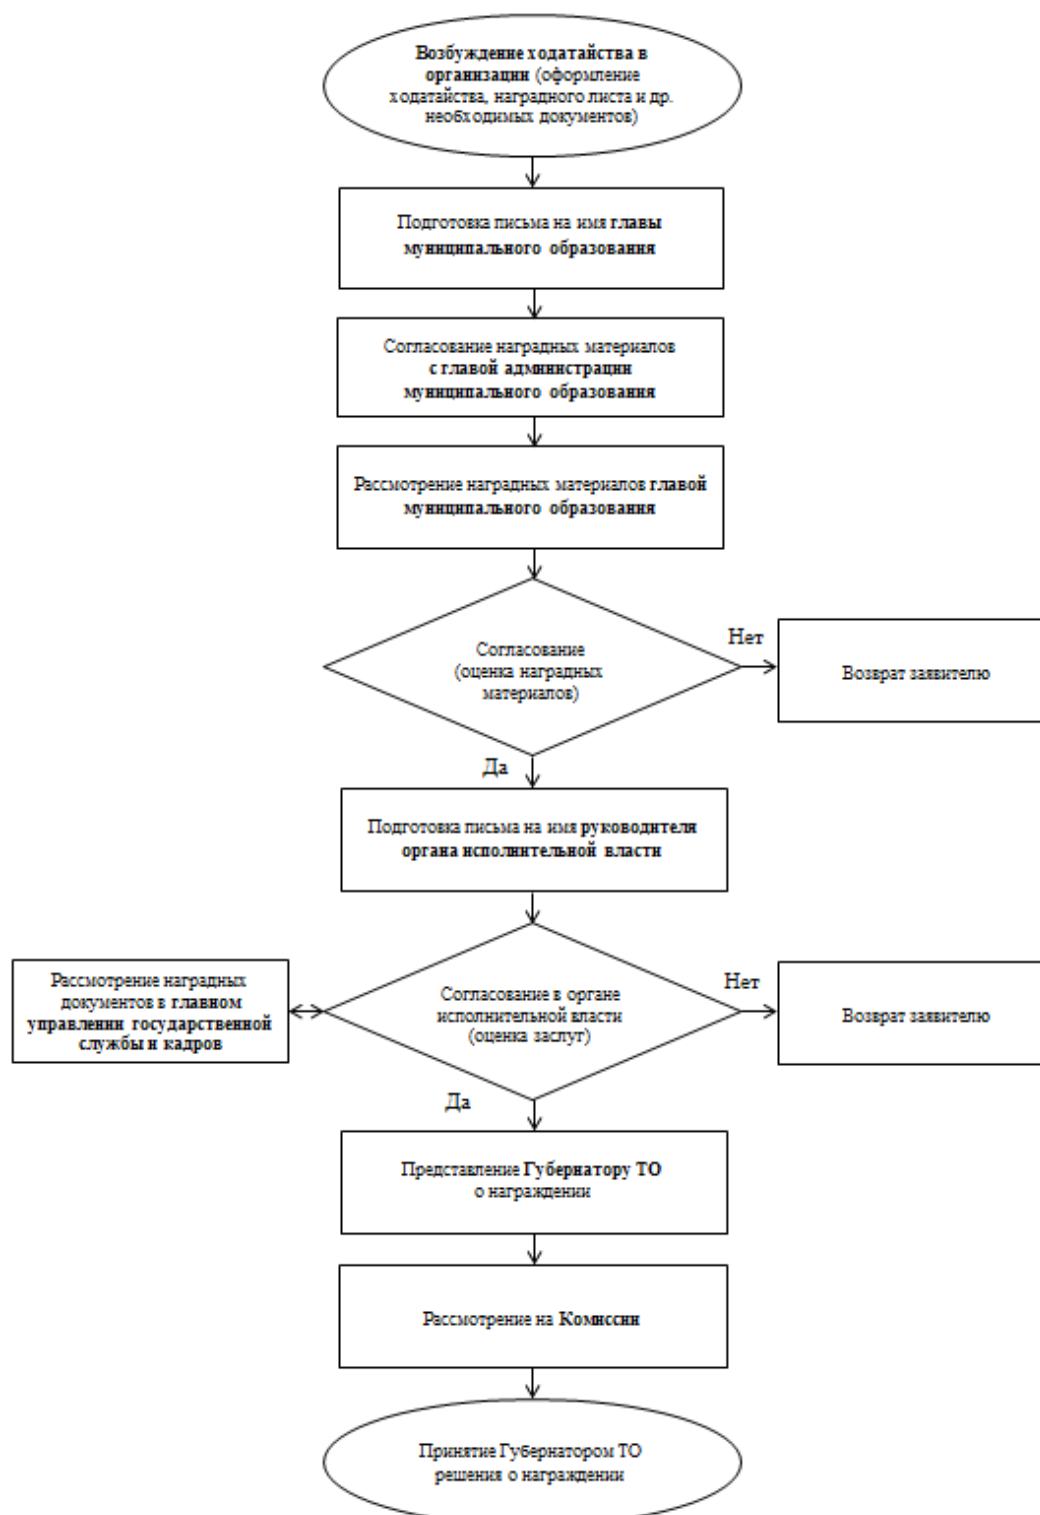 Возбуждение ходатайства в
организации (оформление
ходатайства, наградного листа и др.
необходимых документов)
Подготовка письма на имя главы
муниципального образования
Согласование наградных материалов
с главой администрации
муниципального образования
Рассмотрение наградных материалов главой
муниципального образования
Согласование
(оценка наградных
материалов)
Нет
Возврат заявителю
Да
Подготовка письма на имя руководителя
органа исполнительной власти
Рассмотрение наградных
документов в главном
управлении государственной
службы и кадров
Согласование в органе
исполнительной власти
(оценка заслуг)
Нет
Возврат заявителю
Да
Представление Губернатору ТО
о награждении
Рассмотрение на Комиссии
Принятие Губернатором ТО
решения о награждении